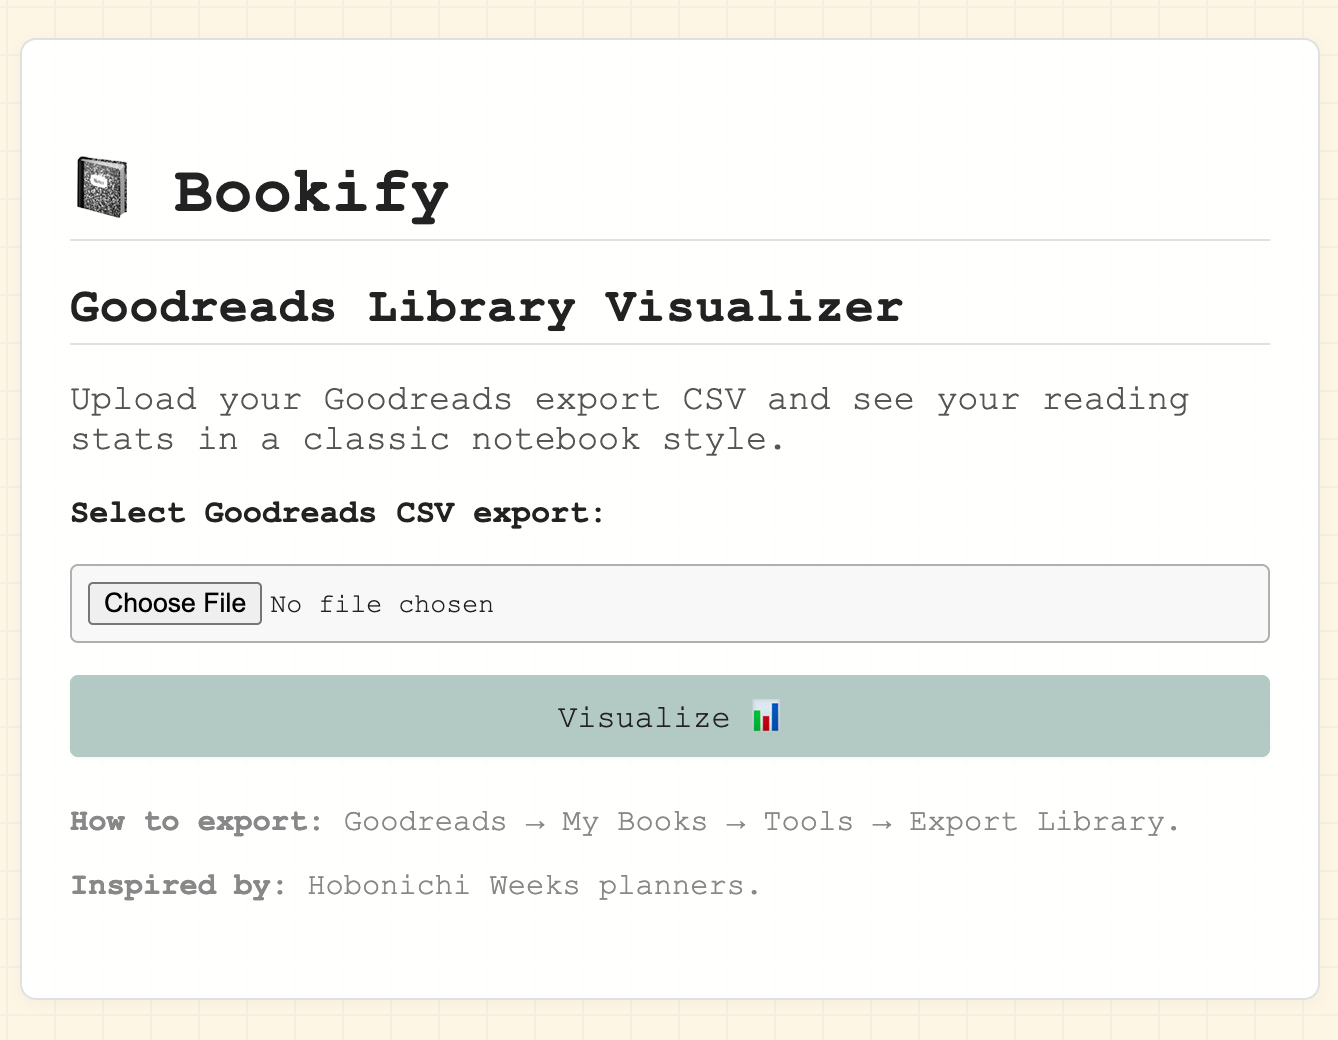 Bookify
Goodreads Library Visualizer
Upload your Goodreads export CSV and see your reading
stats in a classic notebook style.
Select Goodreads CSV export:
Choose File No file chosen
Visualize 📊
How to export: Goodreads → My Books → Tools → Export Library.
Inspired by: Hobonichi Weeks planners.